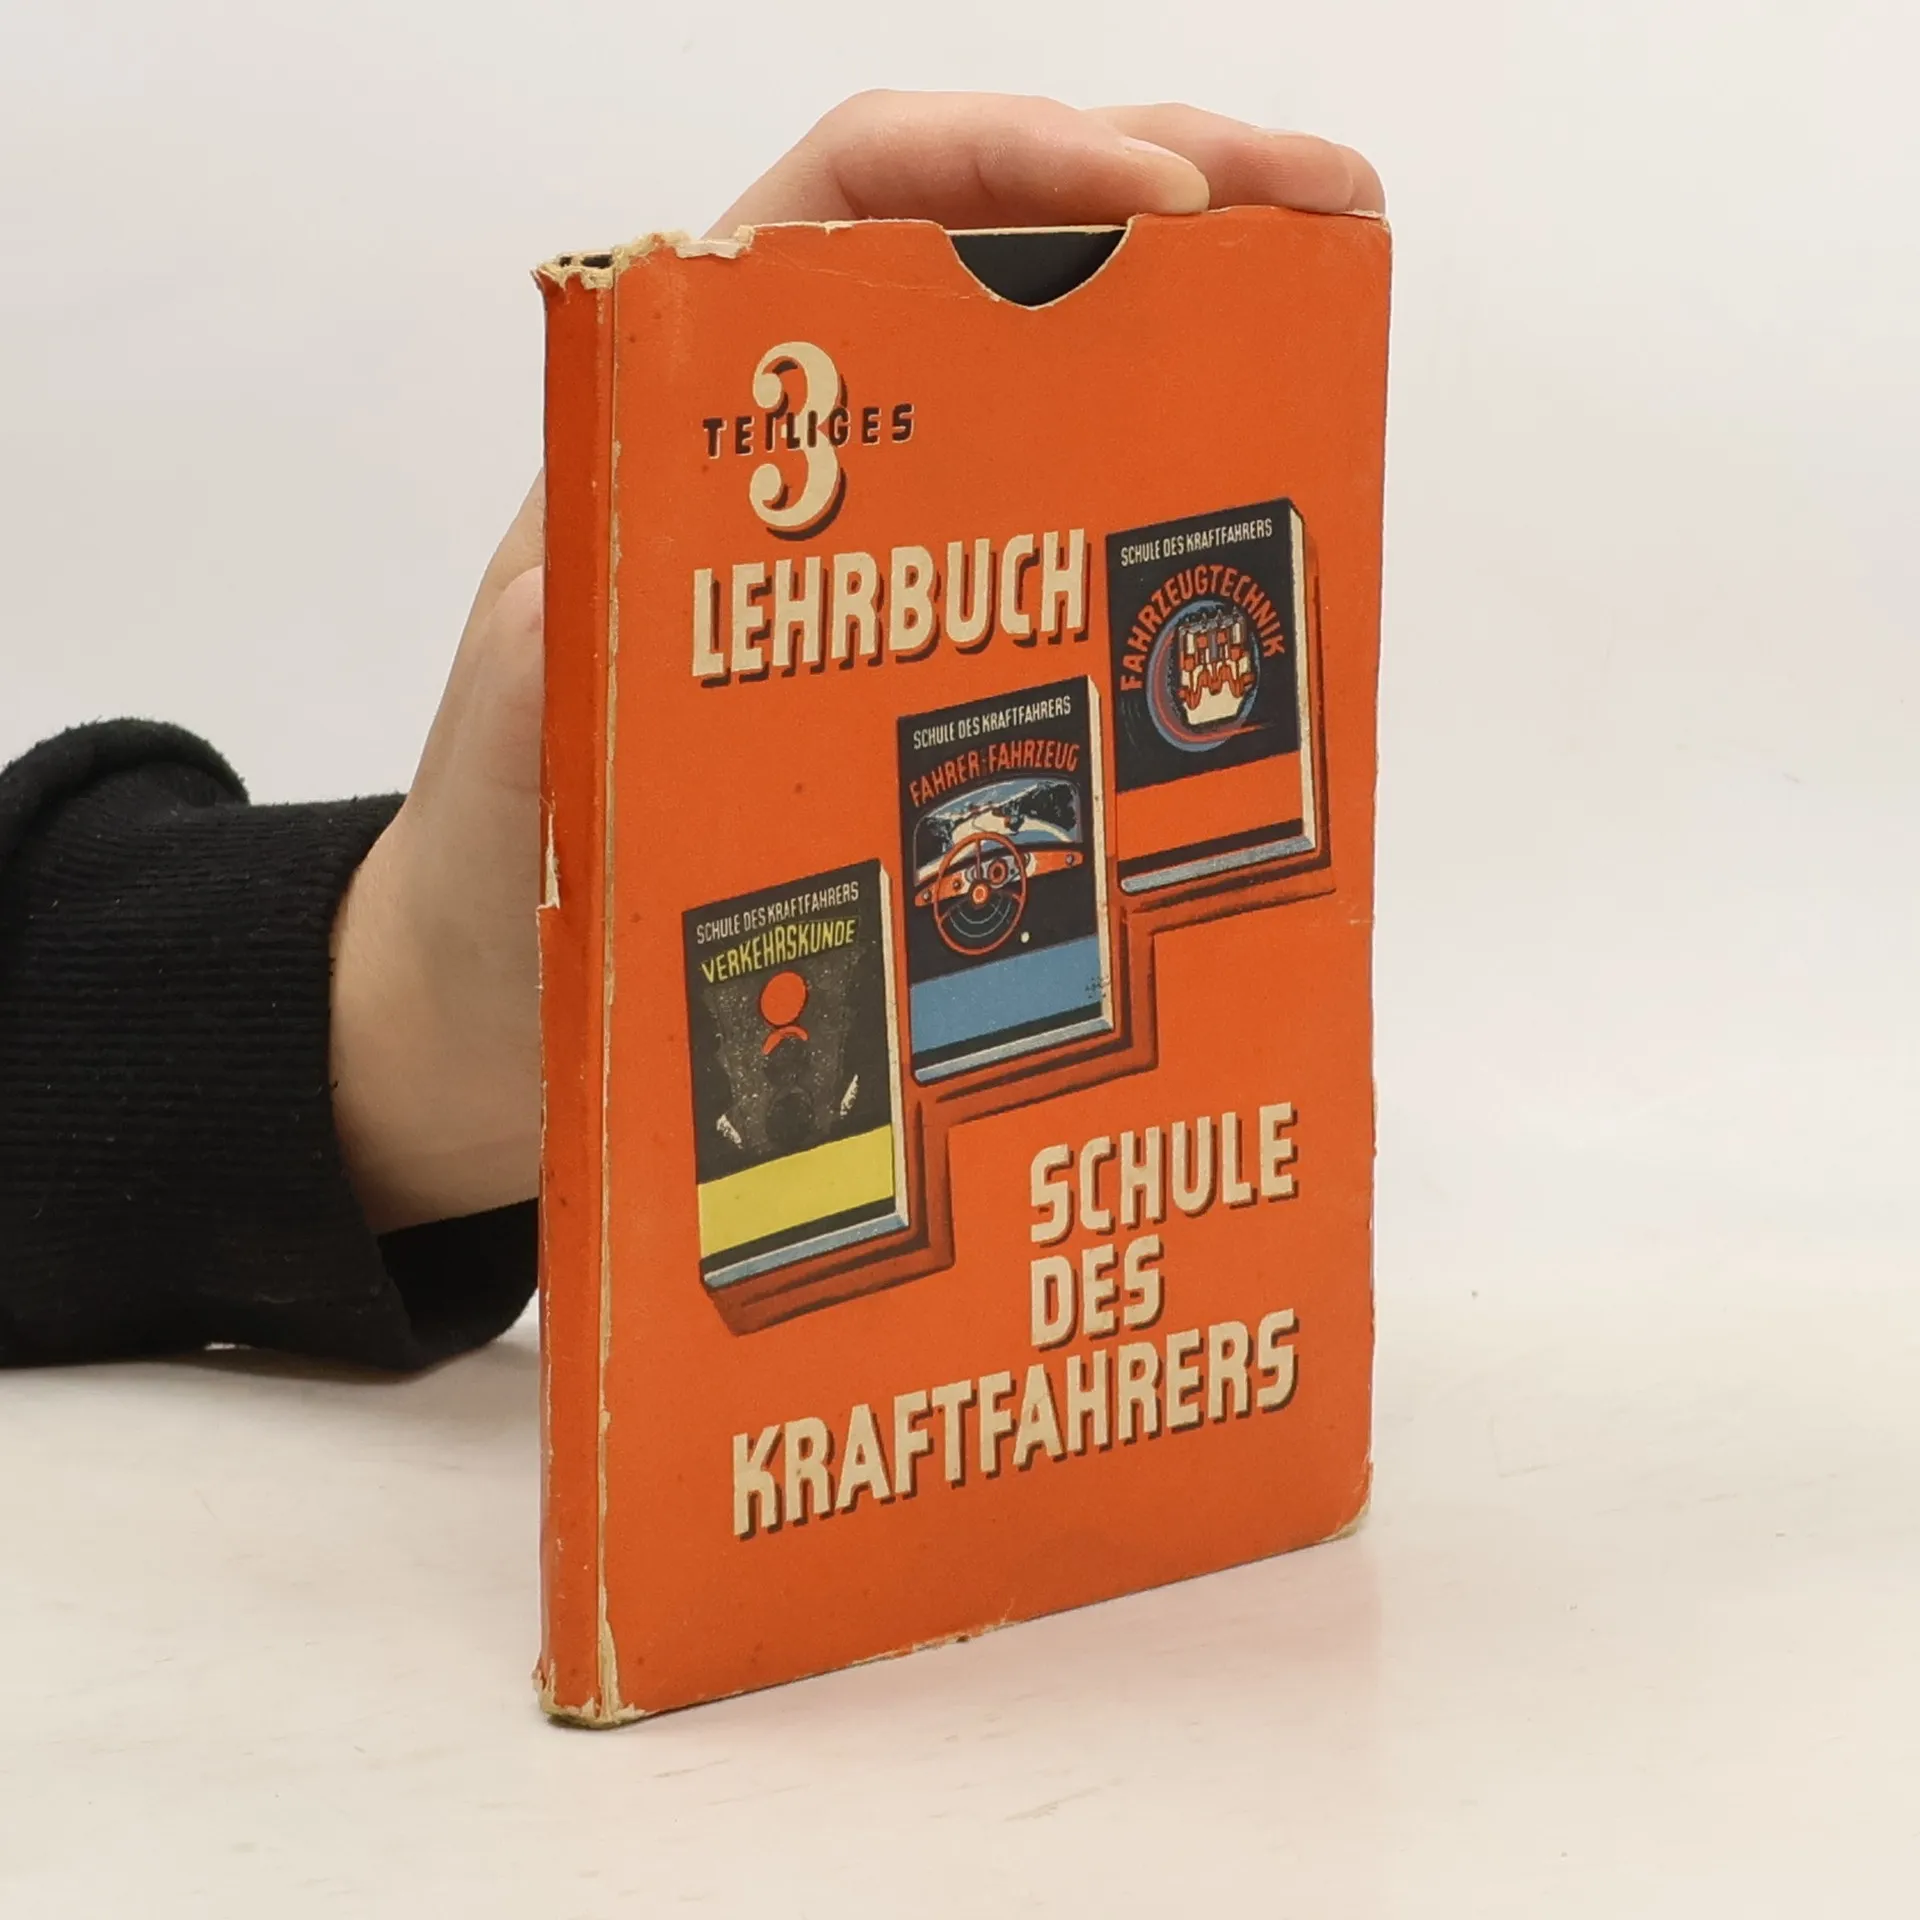 3
TEILIGES
LEHRBUCH
SCHULE DES KRAFTFAHRERS
FAHRZEUGTECHNIK
SCHULE DES KRAFTFAHRERS
FAHRER-FAHRZEUG
SCHULE DES KRAFTFAHRERS
VERKEHRSKUNDE
SCHULE
DES
KRAFTFAHRERS